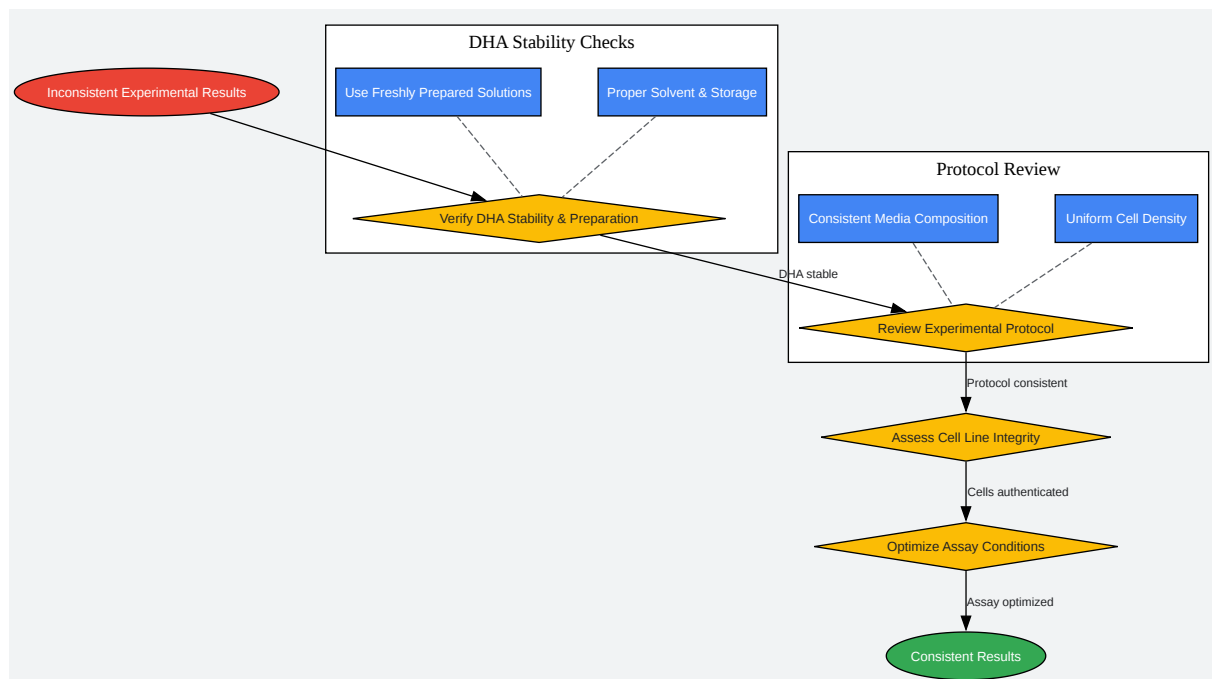 DHA Stability Checks
Inconsistent Experimental Results
Use Freshly Prepared Solutions
Proper Solvent & Storage
Verify DHA Stability & Preparation
Protocol Review
Consistent Media Composition
Uniform Cell Density
DHA stable
Review Experimental Protocol
Protocol consistent
Assess Cell Line Integrity
Cells authenticated
Optimize Assay Conditions
Assay optimized
Consistent Results